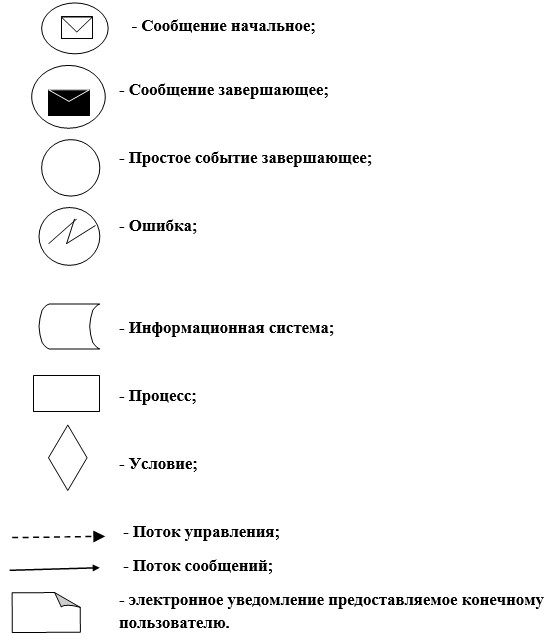 - Сообщение начальное;
- Сообщение завершающее;
- Простое событие завершающее;
- Ошибка;
- Информационная система;
- Процесс;
- Условие;
- Поток управления;
- Поток сообщений;
- электронное уведомление предоставляемое конечному
пользователю.